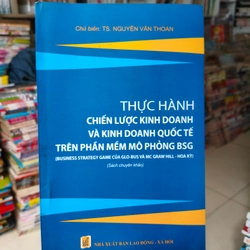 Chủ biên: TS. NGUYỄN VĂN THOAN
THỰC HÀNH
CHIẾN LƯỢC KINH DOANH
VÀ KINH DOANH QUỐC TẾ
TRÊN PHẦN MỀM MÔ PHỎNG BSG
(BUSINESS STRATEGY GAME CỦA GLO-BUS VÀ MC GRAW HILL - HOA KỲ)
(Sách chuyên khảo)
NHÀ XUẤT BẢN LAO ĐỘNG - XÃ HỘI